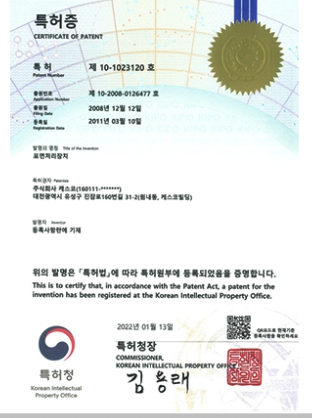 특허증
CERTIFICATE OF PATENT
특 허 제 10-1023120 호
Patent Number
출원번호 제 10-2008-0126477 호
Application Number
출원일 2008년 12월 12일
Filing Date
등록일 2011년 03월 10일
Registration Date
발명의 명칭 Title of the Invention
표면처리장치
특허권자 Patentee
주식회사 케스코(160111-*******)
대전광역시 유성구 진잠로160번길 31-2(원내동, 케스코빌딩)
발명자 Inventor
등록사항란에 기재
위의 발명은 「특허법」에 따라 특허원부에 등록되었음을 증명합니다.
This is to certify that, in accordance with the Patent Act, a patent for the
invention has been registered at the Korean Intellectual Property Office.
2022년 01월 13일
QR코드로 현재기준
등록사항을 확인하세요
특허청장
COMMISSIONER,
KOREAN INTELLECTUAL PROPERTY OFFICE
김용래
특허청
Korean Intellectual
Property Office